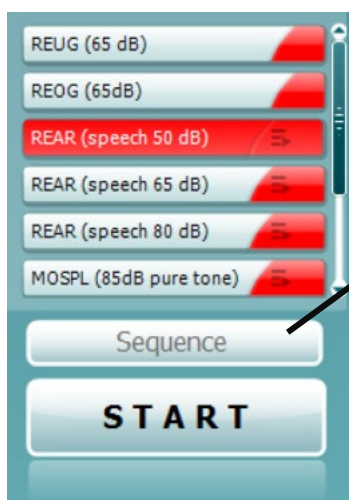 REUG (65 dB)
REOG (65dB)
REAR (speech 50 dB)
REAR (speech 65 dB)
REAR (speech 80 dB)
MOSPL (85dB pure tone)
Sequence
START